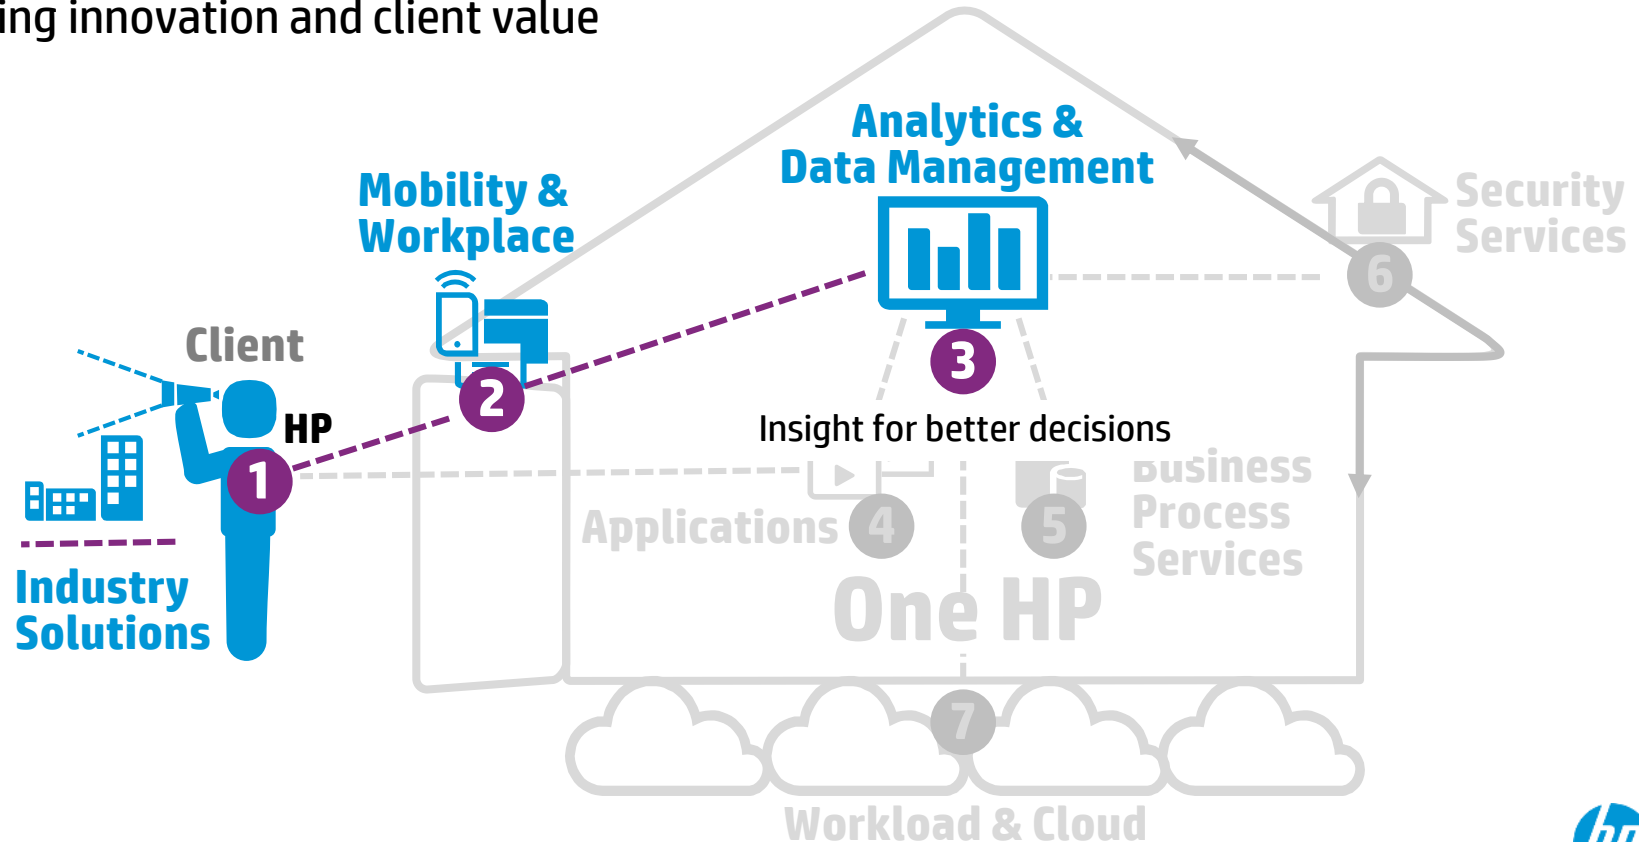 ing innovation and client value
Analytics &
Data Management
Mobility &
Workplace
Security
Services
6
Client
3
2
HP
Insight for better decisions
1
Business
Process
Services
Applications
4
5
Industry
Solutions
One HP
7
Workload & Cloud
hp